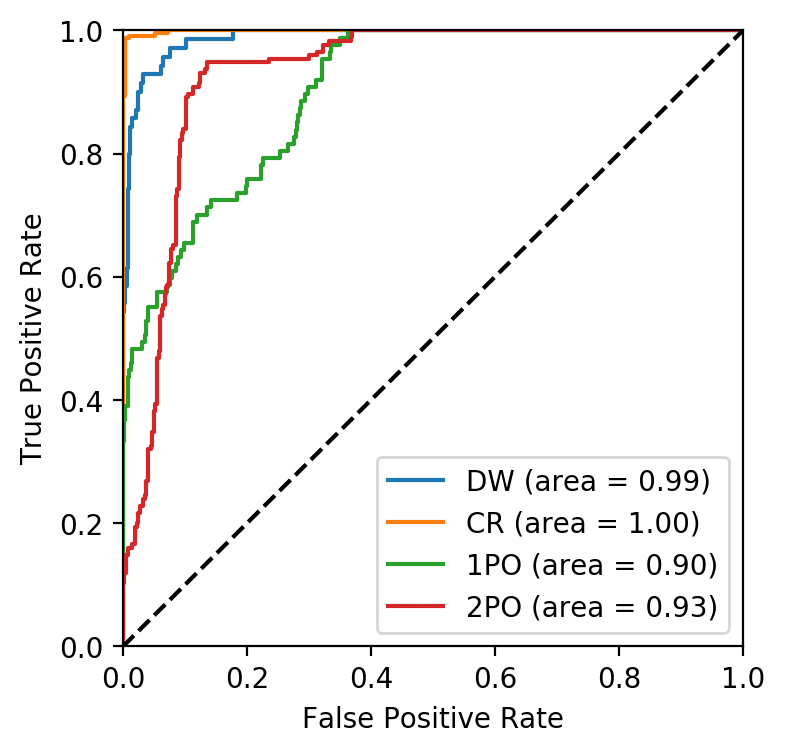 1.0
0.8
0.6
0.4
0.2
0.0
True Positive Rate
DW (area = 0.99)
CR (area = 1.00)
1PO (area = 0.90)
2PO (area = 0.93)
0.0 0.2 0.4 0.6 0.8 1.0
False Positive Rate